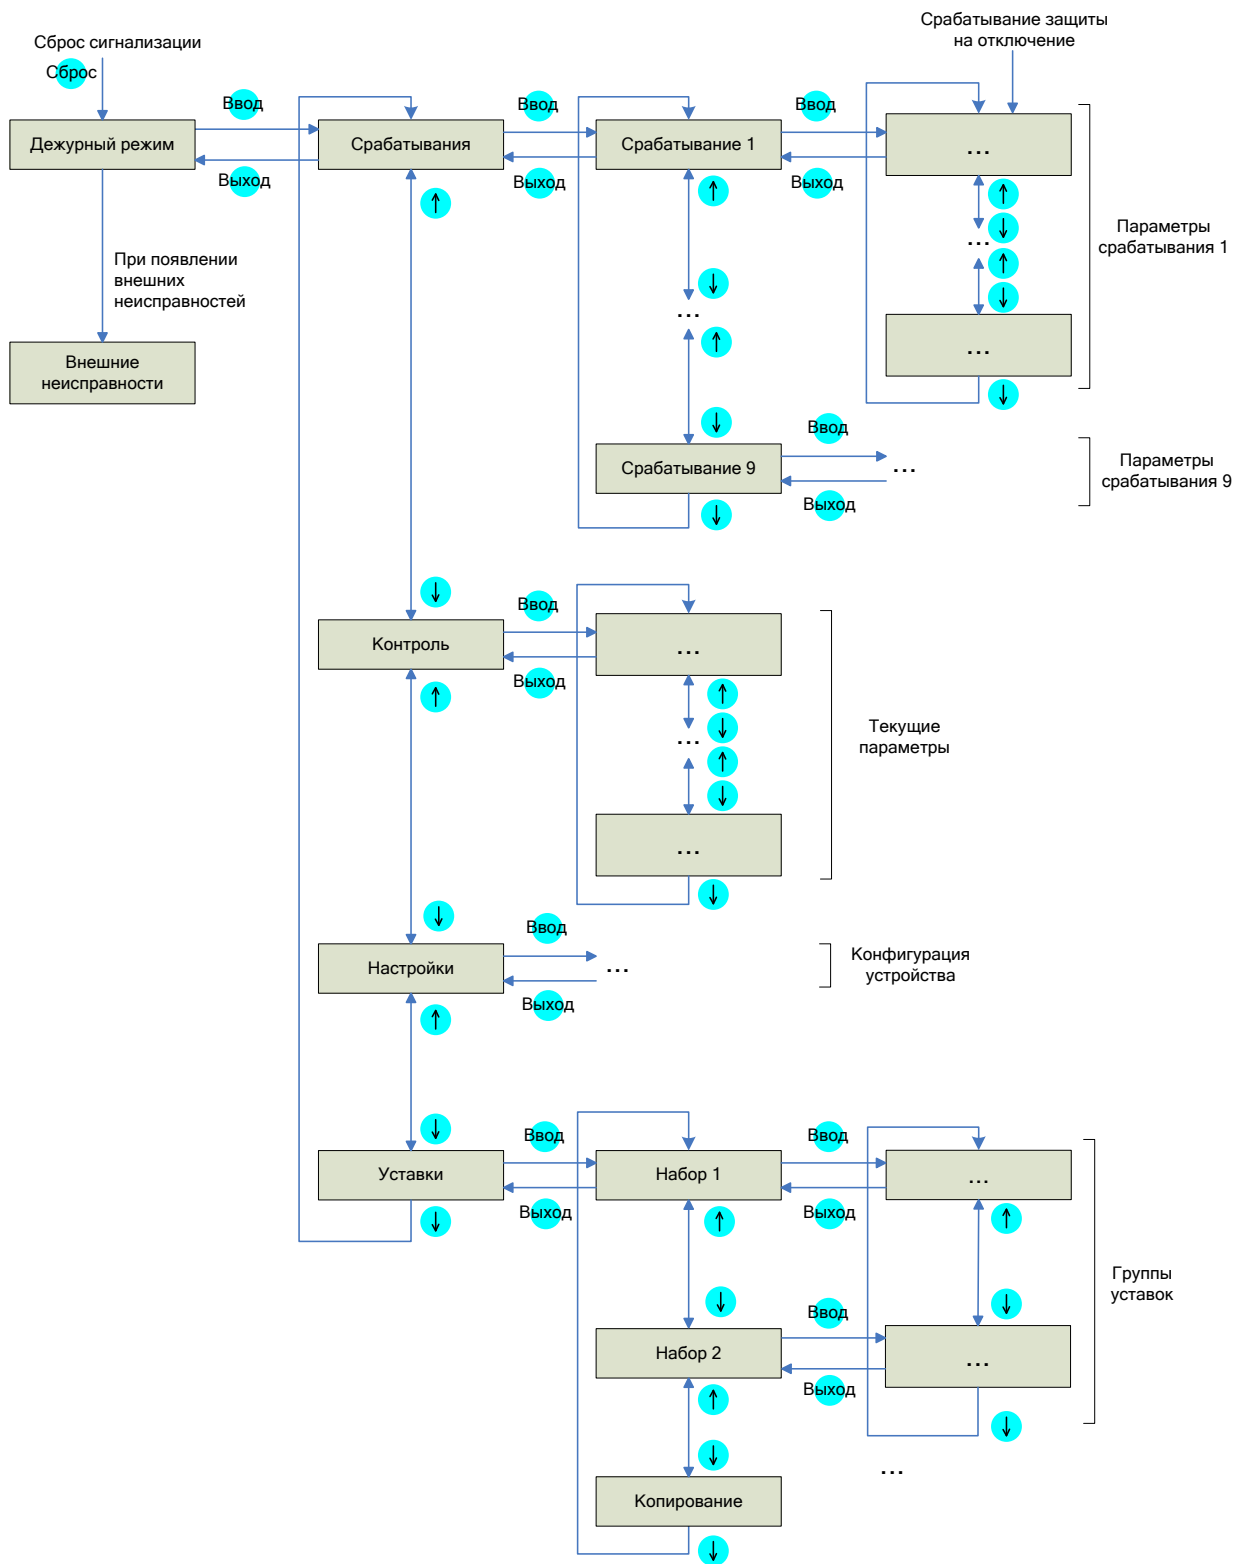 Сброс сигнализации
Срабатывание защиты
на отключение
Сброс
Ввод
Ввод
Ввод
Дежурный режим
Срабатывания
Срабатывание 1
...
Выход
Выход
Выход
↑
↑
↑
↓
Параметры
срабатывания 1
...
↑
↓
При появлении
внешних
неисправностей
↓
...
↑
...
Внешние
неисправности
↓
↓
Ввод
Срабатывание 9
...
Параметры
срабатывания 9
Выход
↓
↓
Ввод
Контроль
...
Выход
↑
↑
↓
...
↑
↓
Текущие
параметры
...
↓
↓
Ввод
Настройки
...
Конфигурация
устройства
Выход
↑
↓
Ввод
Ввод
Уставки
Набор 1
...
Выход
Выход
↓
↑
↑
Группы
уставок
↓
↓
Ввод
Набор 2
...
Выход
↑
↓
↓
...
Копирование
↓